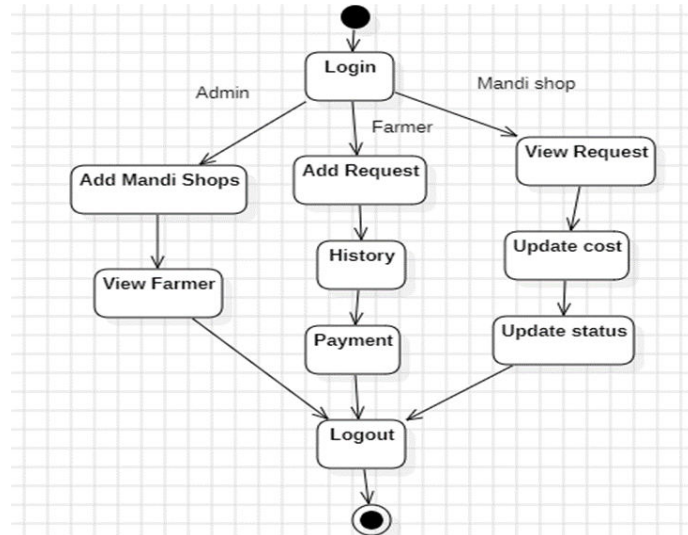 Login
Admin
Mandi shop
Farmer
Add Mandi Shops
Add Request
View Request
View Farmer
History
Update cost
Payment
Update status
Logout